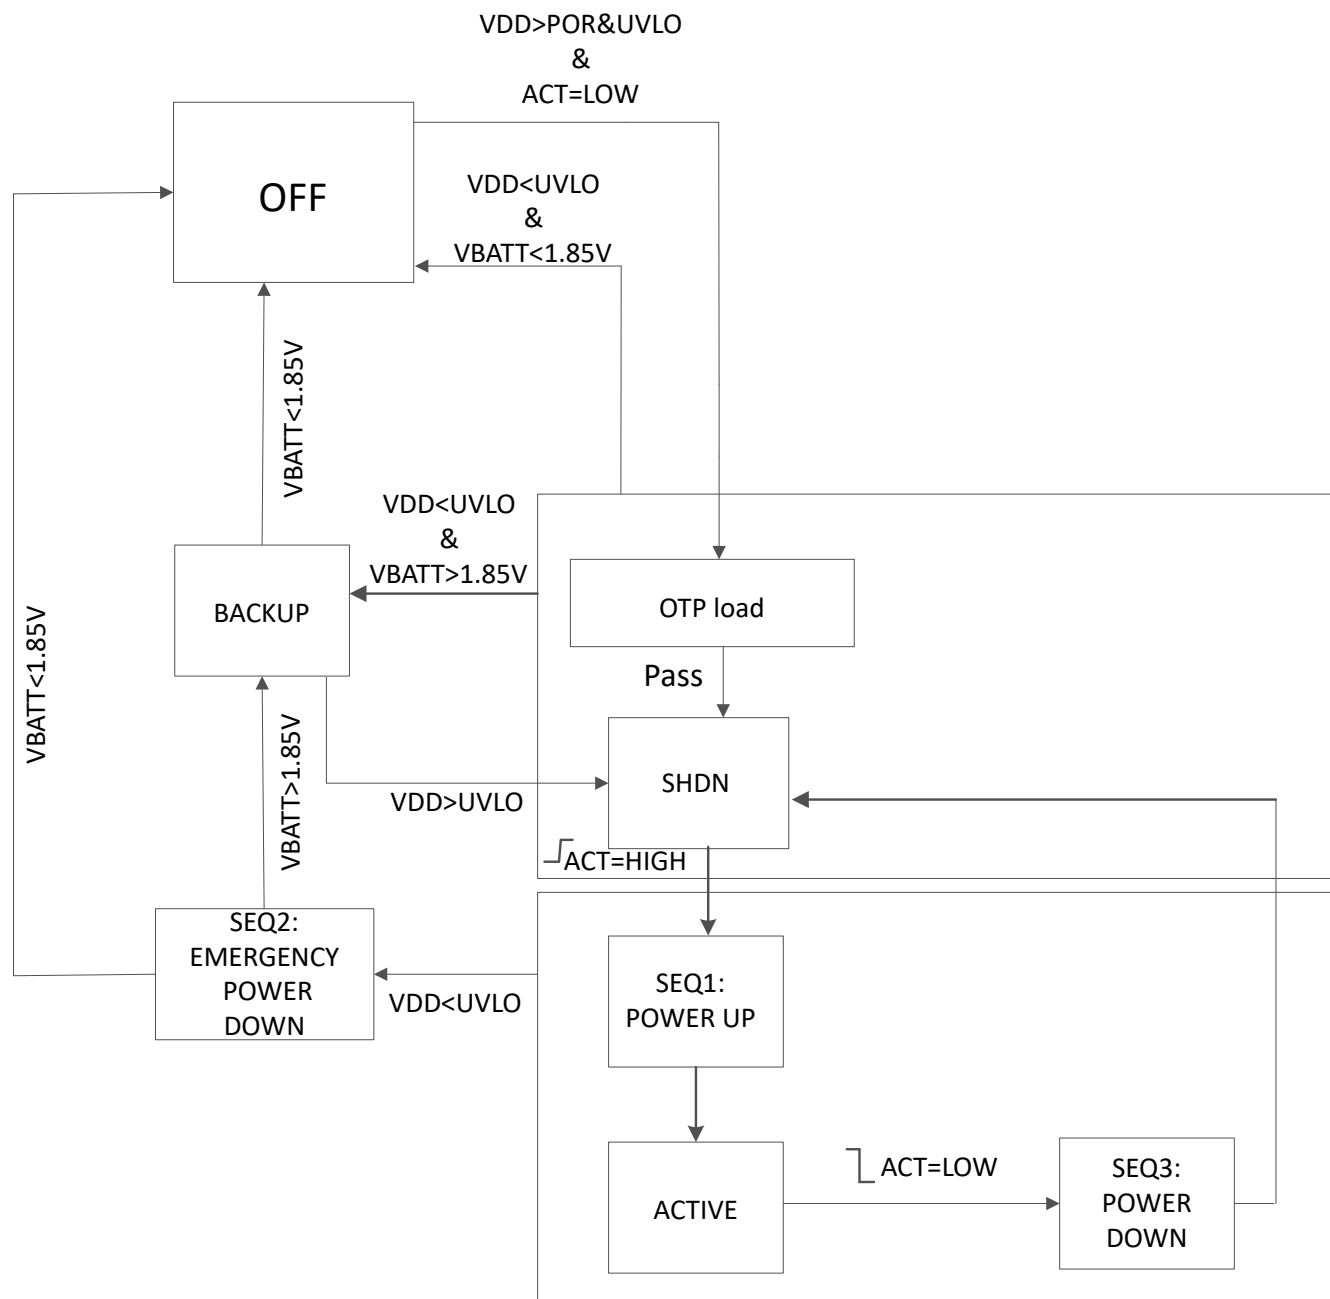 VDD>POR&UVLO
&
ACT=LOW
OFF
VDD<UVLO
&
VBATT<1.85V
VBATT<1.85V
VDD<UVLO
&
VBATT>1.85V
BACKUP
OTP load
Pass
VBATT<1.85V
VBATT>1.85V
SHDN
VDD>UVLO
ACT=HIGH
SEQ2:
EMERGENCY
POWER
DOWN
VDD<UVLO
SEQ1:
POWER UP
ACTIVE
ACT=LOW
SEQ3:
POWER
DOWN